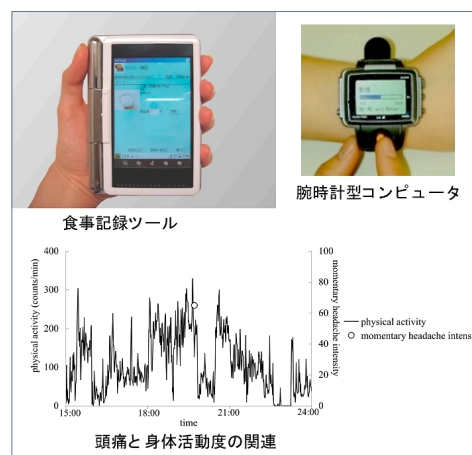 食事記録ツール
腕時計型コンピュータ
400
300
200
100
0
physical activity (counts/min)
15:00
18:00
21:00
24:00
time
100
80
60
40
20
0
momentary headache intensity
physical activity
momentary headache intens
頭痛と身体活動度の関連